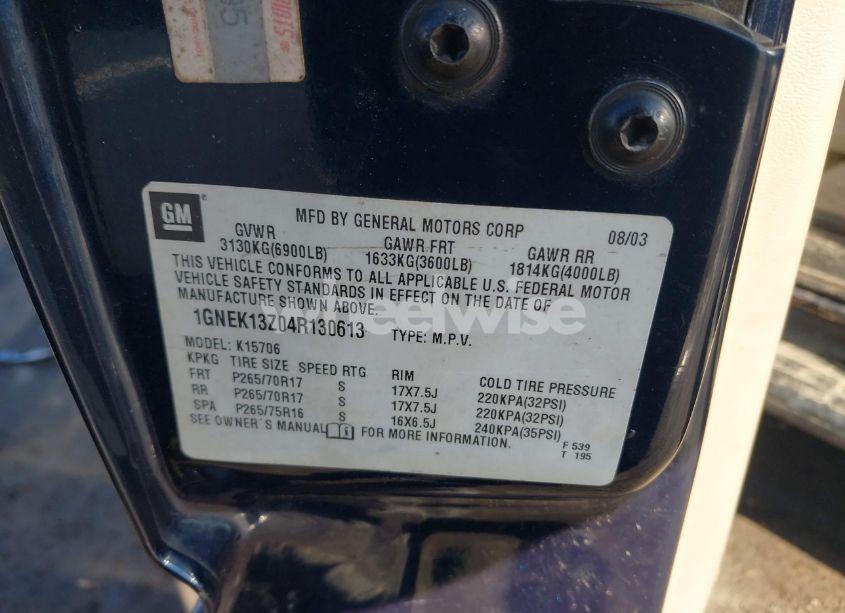 GM
MFD BY GENERAL MOTORS CORP 08/03
GVWR GAWR FRT GAWR RR
3130KG(6900LB) 1633KG(3600LB) 1814KG(4000LB)
THIS VEHICLE CONFORMS TO ALL APPLICABLE U.S. FEDERAL MOTOR
VEHICLE SAFETY STANDARDS IN EFFECT ON THE DATE OF
MANUFACTURE SHOWN ABOVE.
1GNEK13Z04R130613 TYPE: M.P.V.
wheelwise
MODEL: K15706
KPKG TIRE SIZE SPEED RTG RIM COLD TIRE PRESSURE
FRT P265/70R17 S 17X7.5J 220KPA(32PSI)
RR P265/70R17 S 17X7.5J 220KPA(32PSI)
SPA P265/75R16 S 16X6.5J 240KPA(35PSI)
SEE OWNER'S MANUAL FOR MORE INFORMATION.
F 539
T 195